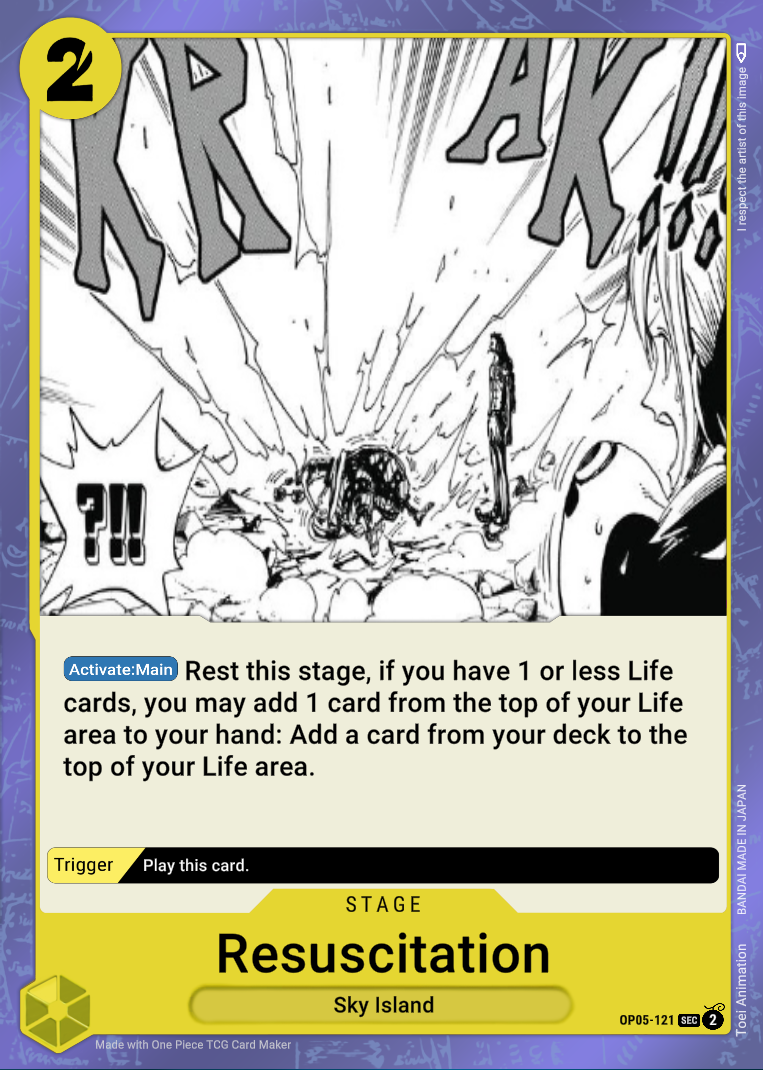 2
KR
AK!!!
?!!
I respect the artist of this image
Activate:Main Rest this stage, if you have 1 or less Life
cards, you may add 1 card from the top of your Life
area to your hand: Add a card from your deck to the
top of your Life area.
Trigger Play this card.
STAGE
Resuscitation
Sky Island
OP05-121 SEC 2
Made with One Piece TCG Card Maker
BANDAI MADE IN JAPAN
Toei Animation